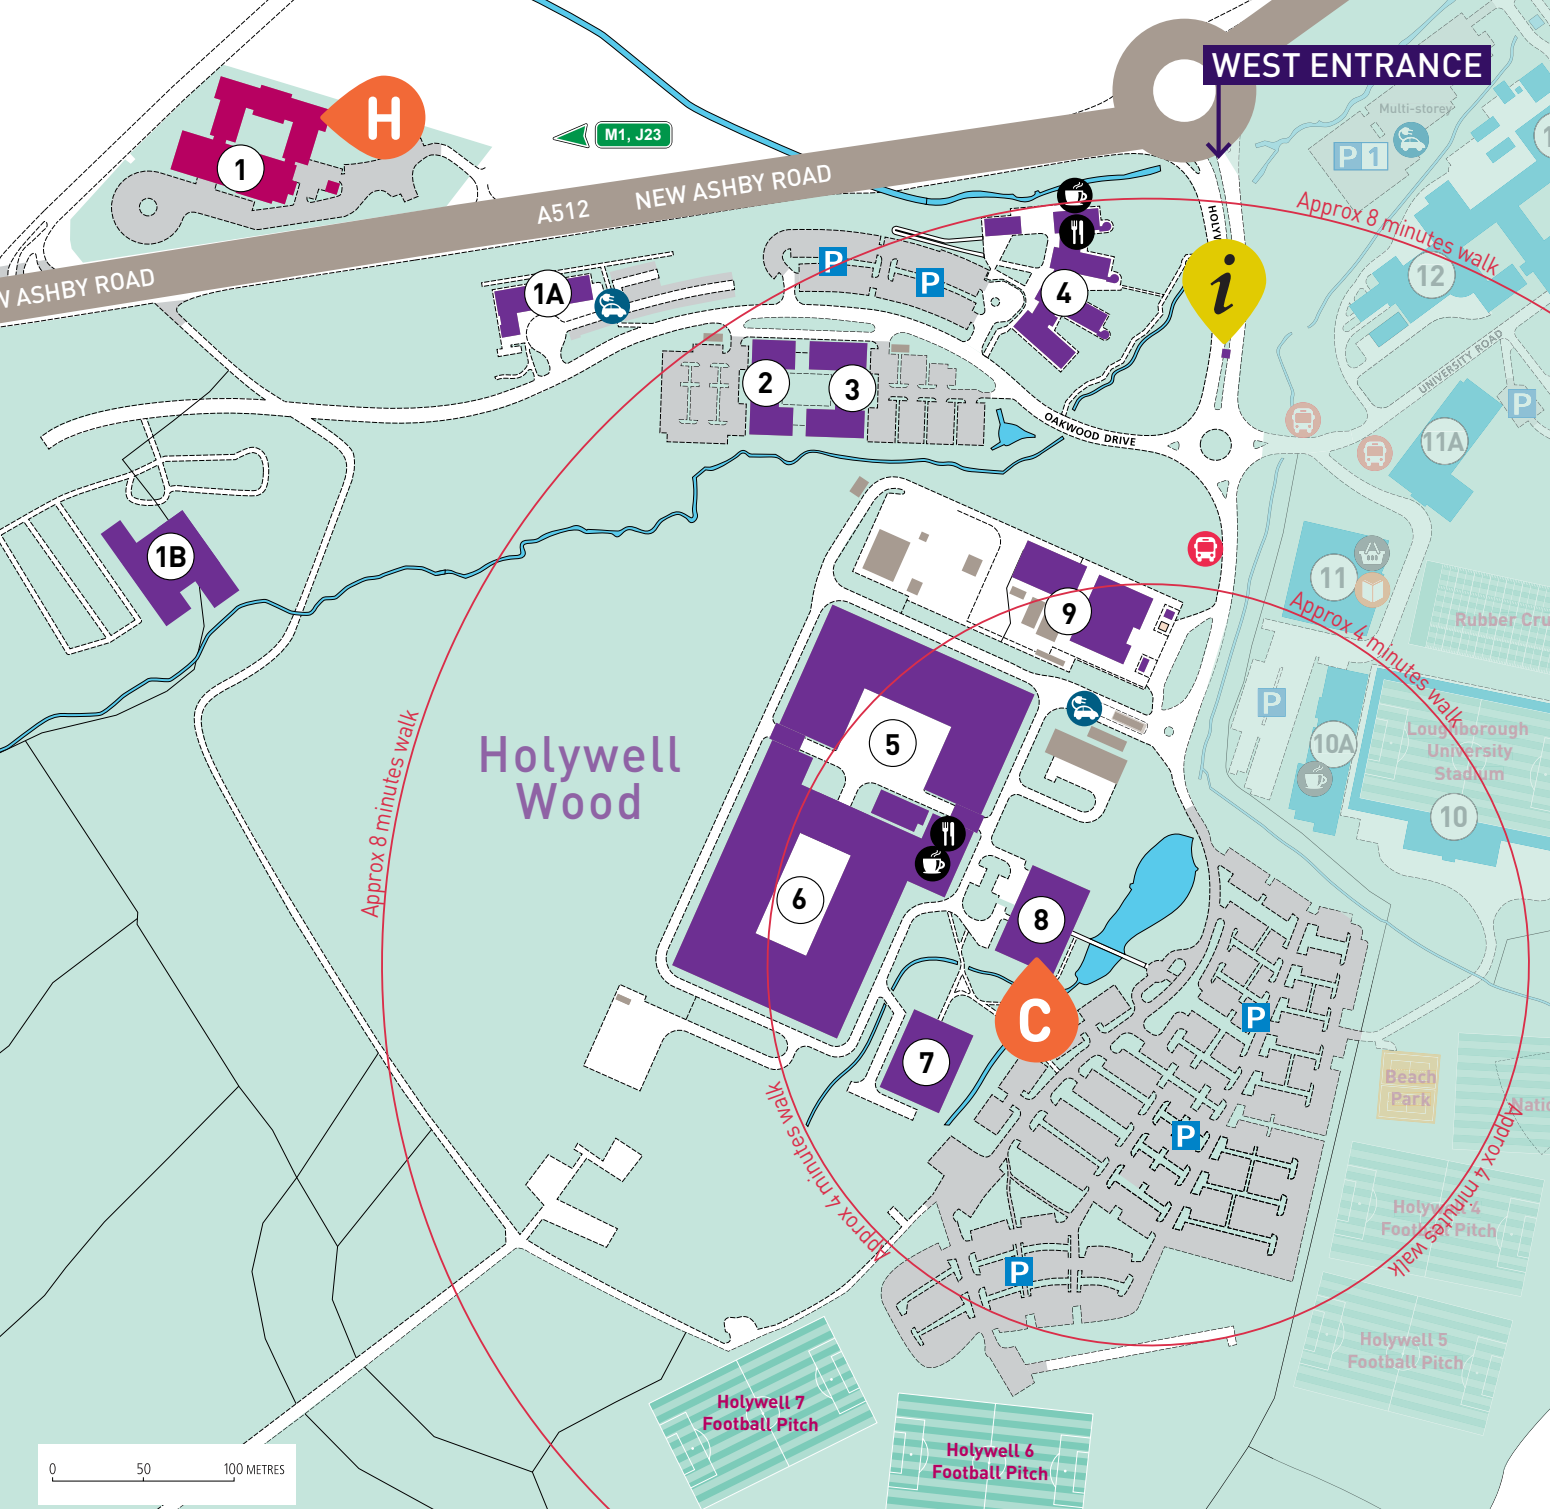 WEST ENTRANCE
Multi-storey
P 1
H
M1, J23
1
NEW ASHBY ROAD
A512
Approx 8 minutes walk
12
P
P
4
i
1A
W ASHBY ROAD
UNIVERSITY ROAD
2
3
P
OAKWOOD DRIVE
11A
1B
11
9
Approx 4 minutes walk
Rubber Cru
P
Approx 8 minutes walk
Holywell
Wood
5
10A
Loughborough
University
Stadium
10
6
8
C
P
7
Beach
Park
Natio
Approx 4 minutes walk
P
Approx 4 minutes walk
Holywell 4
Football Pitch
P
Holywell 5
Football Pitch
Holywell 7
Football Pitch
Holywell 6
Football Pitch
0 50 100 METRES